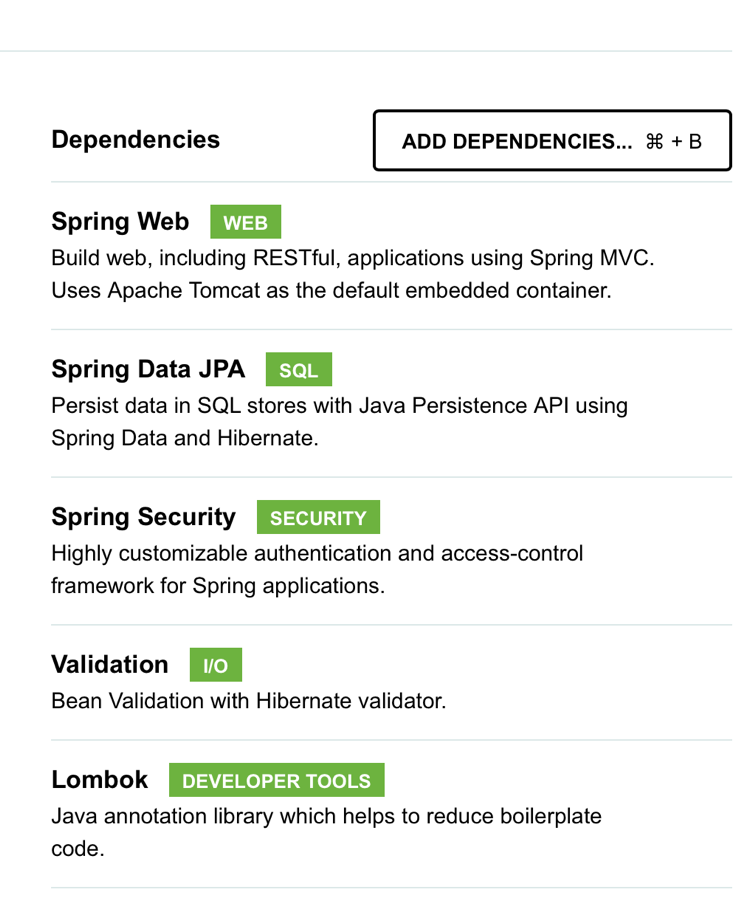 Dependencies
ADD DEPENDENCIES... ⌘ + B
Spring Web WEB
Build web, including RESTful, applications using Spring MVC.
Uses Apache Tomcat as the default embedded container.
Spring Data JPA SQL
Persist data in SQL stores with Java Persistence API using
Spring Data and Hibernate.
Spring Security SECURITY
Highly customizable authentication and access-control
framework for Spring applications.
Validation I/O
Bean Validation with Hibernate validator.
Lombok DEVELOPER TOOLS
Java annotation library which helps to reduce boilerplate
code.